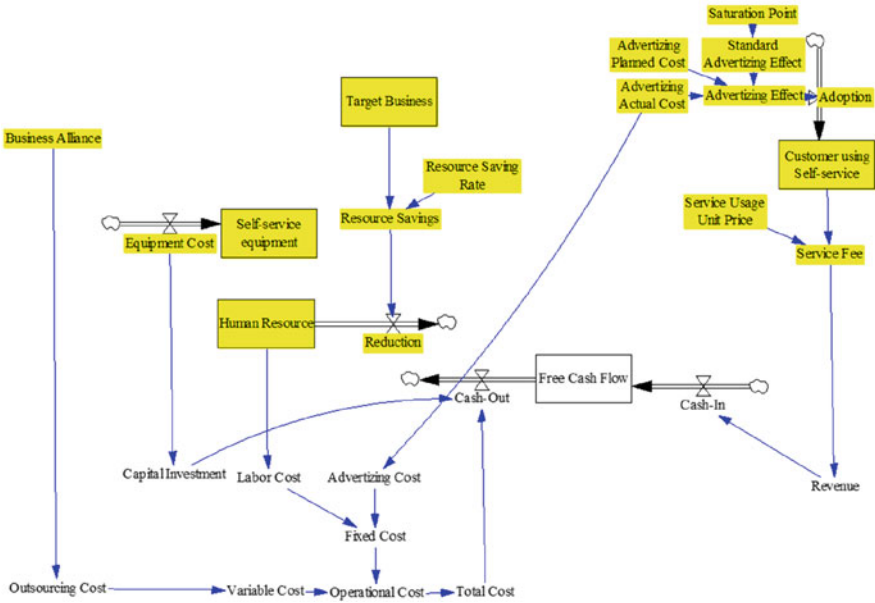 Saturation Point
Advertizing
Planned Cost
Standard
Advertizing Effect
Advertizing
Actual Cost
Advertizing Effect
Adoption
Target Business
Business Alliance
Customer using
Self-service
Resource Saving
Rate
Service Usage
Unit Price
Resource Savings
Self-service
equipment
Equipment Cost
Service Fee
Human Resource
Reduction
Free Cash Flow
Cash-Out
Cash-In
Capital Investment
Labor Cost
Advertizing Cost
Revenue
Fixed Cost
Outsourcing Cost
Variable Cost
Operational Cost
Total Cost